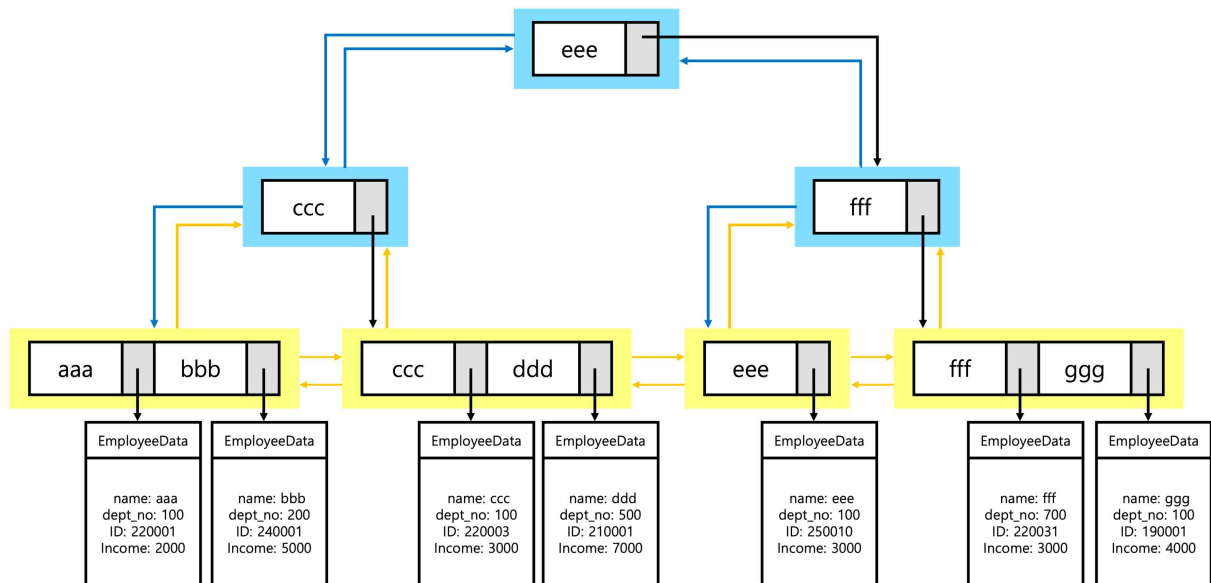 eee
ccc
fff
aaa
bbb
ccc
ddd
eee
fff
ggg
EmployeeData
name: aaa
dept_no: 100
ID: 220001
Income: 2000
EmployeeData
name: bbb
dept_no: 200
ID: 240001
Income: 5000
EmployeeData
name: ccc
dept_no: 100
ID: 220003
Income: 3000
EmployeeData
name: ddd
dept_no: 500
ID: 210001
Income: 7000
EmployeeData
name: eee
dept_no: 100
ID: 250010
Income: 3000
EmployeeData
name: fff
dept_no: 700
ID: 220031
Income: 3000
EmployeeData
name: ggg
dept_no: 100
ID: 190001
Income: 4000